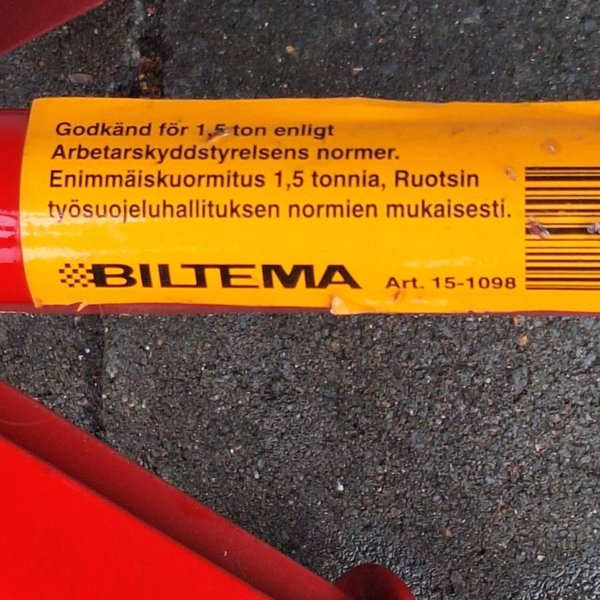 Godkänd för 1,5 ton enligt
Arbetarskyddstyrelsens normer.
Enimmäiskuormitus 1,5 tonnia, Ruotsin
työsuojeluhallituksen normien mukaisesti.
BILTEMA Art. 15-1098